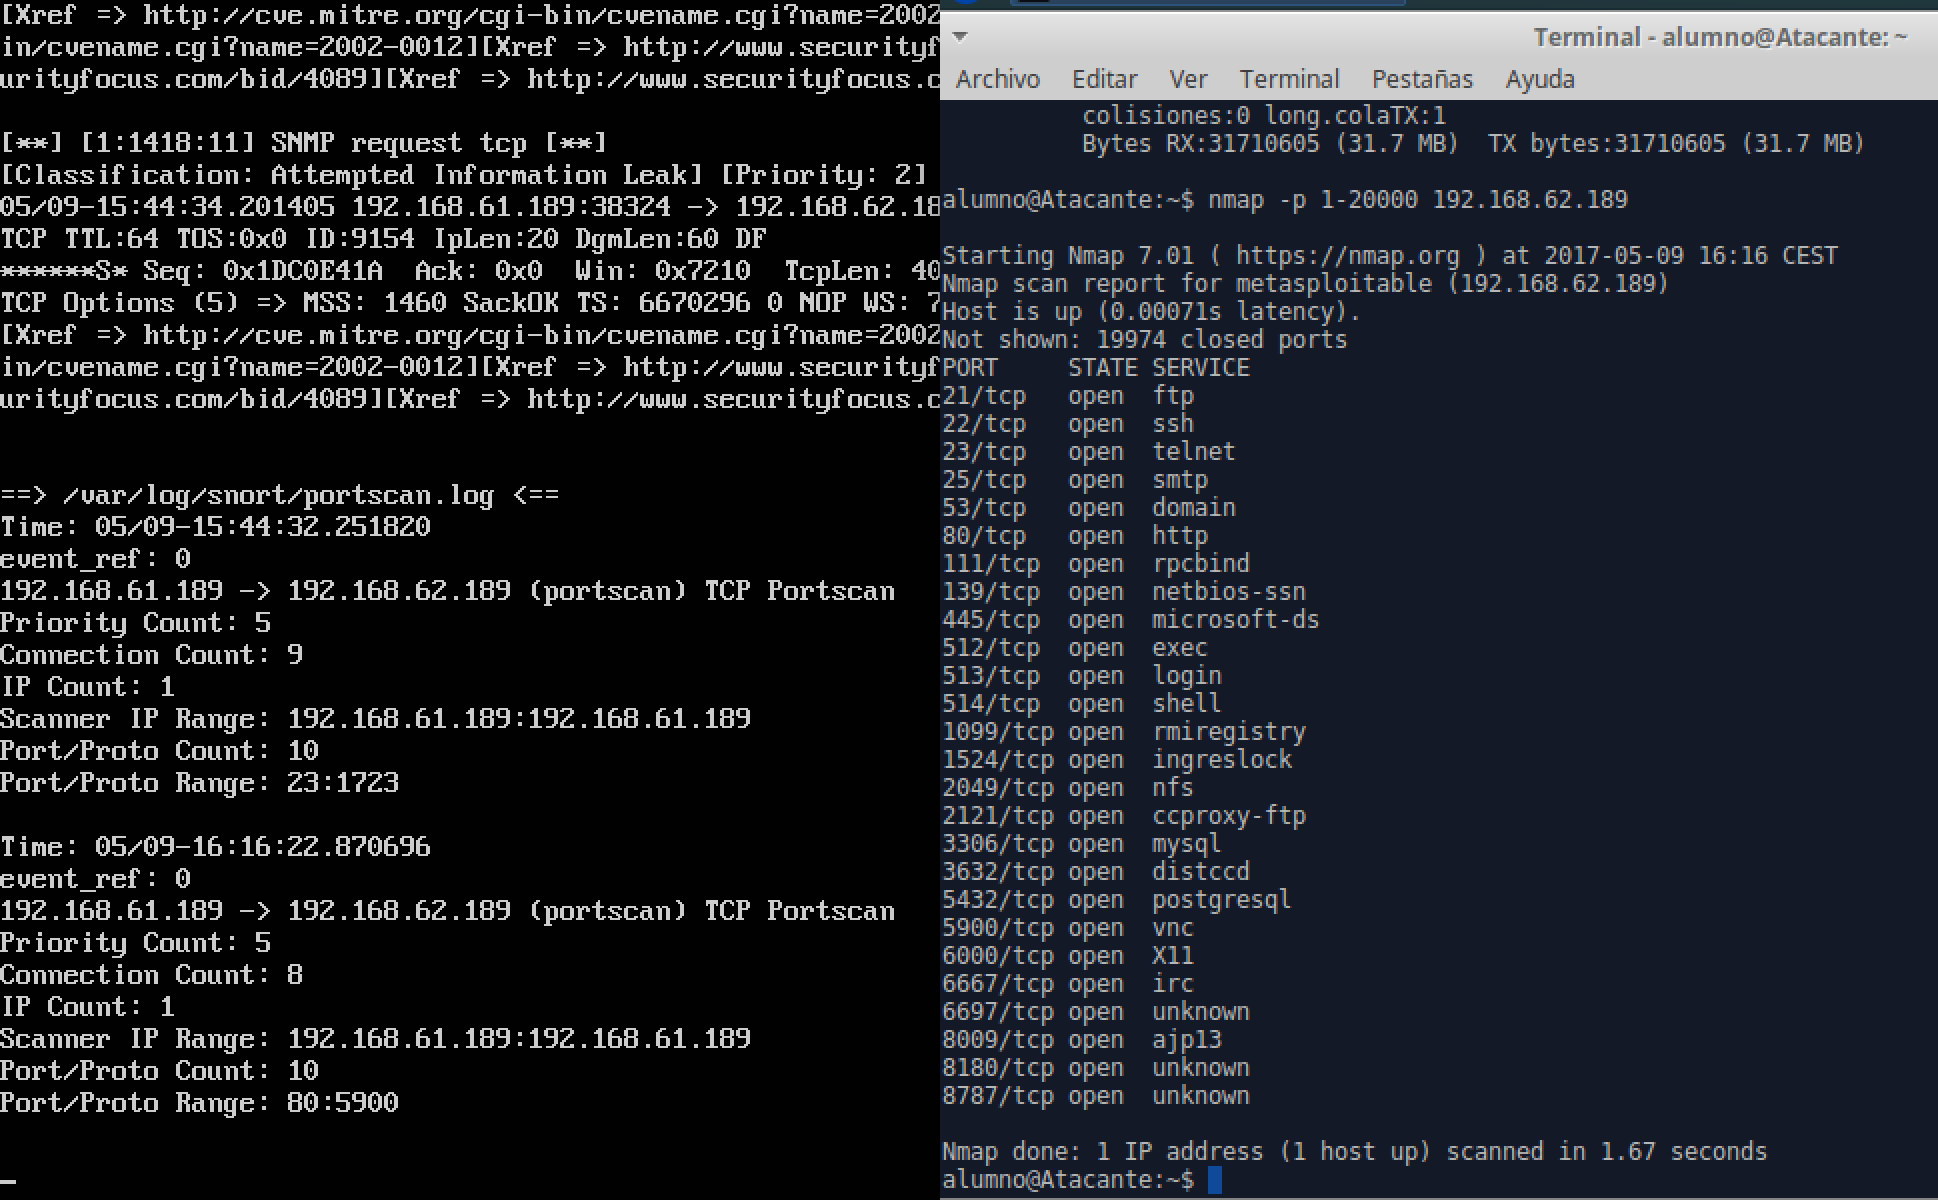 [Xref => http://cve.mitre.org/cgi-bin/cvename.cgi?name=2002
in/cvename.cgi?name=2002-0012][Xref => http://www.securityf
urityfocus.com/bid/4089][Xref => http://www.securityfocus.c
[**] [1:1418:11] SNMP request tcp [**]
[Classification: Attempted Information Leak] [Priority: 2]
05/09-15:44:34.201405 192.168.61.189:38324 -> 192.168.62.18
TCP TTL:64 TOS:0x0 ID:9154 IpLen:20 DgmLen:60 DF
******S* Seq: 0x1DC0E41A  Ack: 0x0  Win: 0x7210  TcpLen: 40
TCP Options (5) => MSS: 1460 SackOK TS: 6670296 0 NOP WS: 7
[Xref => http://cve.mitre.org/cgi-bin/cvename.cgi?name=2002
in/cvename.cgi?name=2002-0012][Xref => http://www.securityf
urityfocus.com/bid/4089][Xref => http://www.securityfocus.c
==> /var/log/snort/portscan.log <==
Time: 05/09-15:44:32.251820
event_ref: 0
192.168.61.189 -> 192.168.62.189 (portscan) TCP Portscan
Priority Count: 5
Connection Count: 9
IP Count: 1
Scanner IP Range: 192.168.61.189:192.168.61.189
Port/Proto Count: 10
Port/Proto Range: 23:1723
Time: 05/09-16:16:22.870696
event_ref: 0
192.168.61.189 -> 192.168.62.189 (portscan) TCP Portscan
Priority Count: 5
Connection Count: 8
IP Count: 1
Scanner IP Range: 192.168.61.189:192.168.61.189
Port/Proto Count: 10
Port/Proto Range: 80:5900
Terminal - alumno@Atacante: ~
Archivo Editar Ver Terminal Pestañas Ayuda
colisiones:0 long.colaTX:1
Bytes RX:31710605 (31.7 MB)  TX bytes:31710605 (31.7 MB)
alumno@Atacante:~$ nmap -p 1-20000 192.168.62.189
Starting Nmap 7.01 ( https://nmap.org ) at 2017-05-09 16:16 CEST
Nmap scan report for metasploitable (192.168.62.189)
Host is up (0.00071s latency).
Not shown: 19974 closed ports
PORT     STATE SERVICE
21/tcp   open  ftp
22/tcp   open  ssh
23/tcp   open  telnet
25/tcp   open  smtp
53/tcp   open  domain
80/tcp   open  http
111/tcp  open  rpcbind
139/tcp  open  netbios-ssn
445/tcp  open  microsoft-ds
512/tcp  open  exec
513/tcp  open  login
514/tcp  open  shell
1099/tcp open  rmiregistry
1524/tcp open  ingreslock
2049/tcp open  nfs
2121/tcp open  ccproxy-ftp
3306/tcp open  mysql
3632/tcp open  distccd
5432/tcp open  postgresql
5900/tcp open  vnc
6000/tcp open  X11
6667/tcp open  irc
6697/tcp open  unknown
8009/tcp open  ajp13
8180/tcp open  unknown
8787/tcp open  unknown
Nmap done: 1 IP address (1 host up) scanned in 1.67 seconds
alumno@Atacante:~$